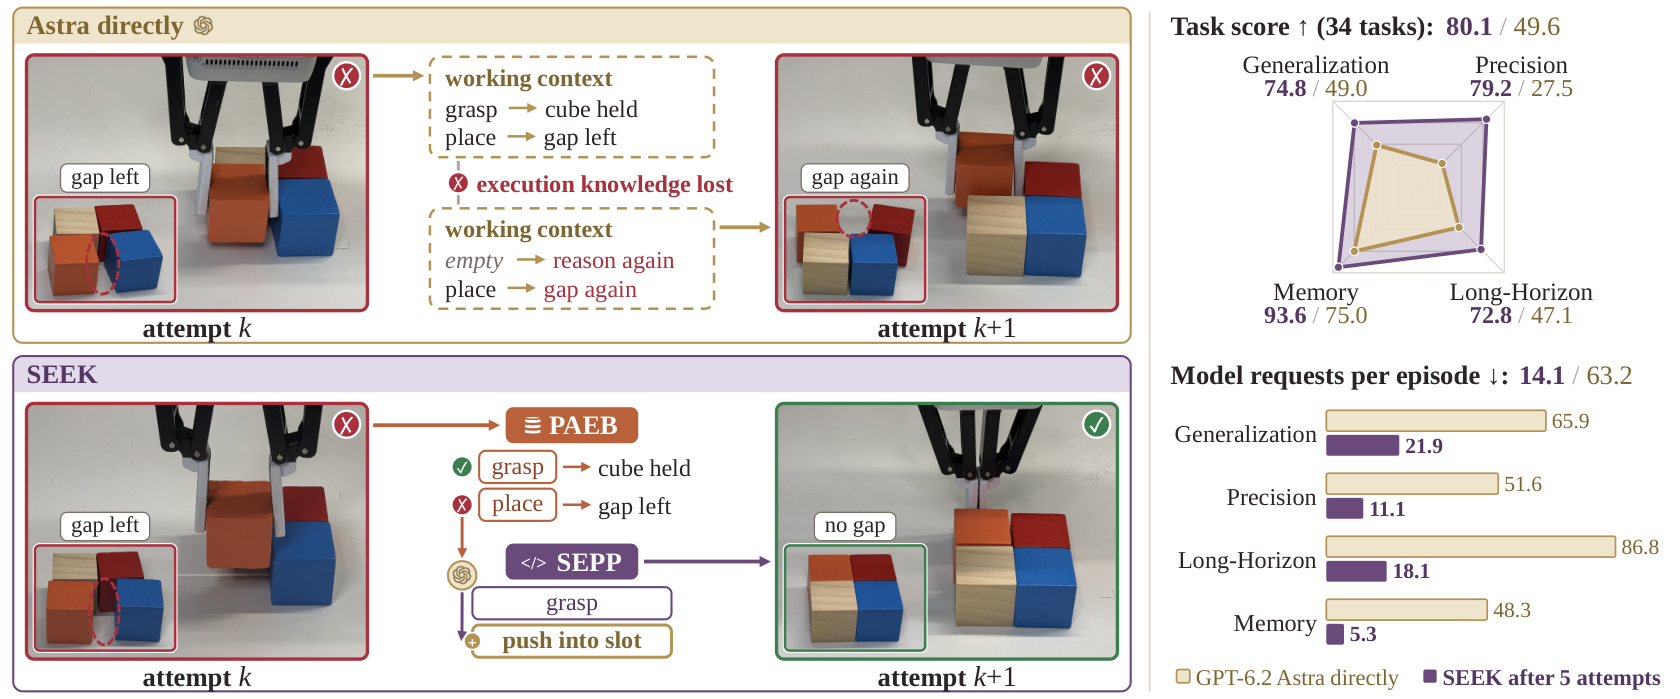 Astra directly
gap left
attempt k
working context
grasp → cube held
place → gap left
execution knowledge lost
working context
empty → reason again
place → gap again
gap again
attempt k+1
SEEK
gap left
attempt k
PAEB
grasp → cube held
place → gap left
</> SEPP
grasp
+ push into slot
no gap
attempt k+1
Task score ↑ (34 tasks): 80.1 / 49.6
Generalization
74.8 / 49.0
Precision
79.2 / 27.5
Memory
93.6 / 75.0
Long-Horizon
72.8 / 47.1
Model requests per episode ↓: 14.1 / 63.2
Generalization
65.9
21.9
Precision
51.6
11.1
Long-Horizon
86.8
18.1
Memory
48.3
5.3
GPT-6.2 Astra directly
SEEK after 5 attempts